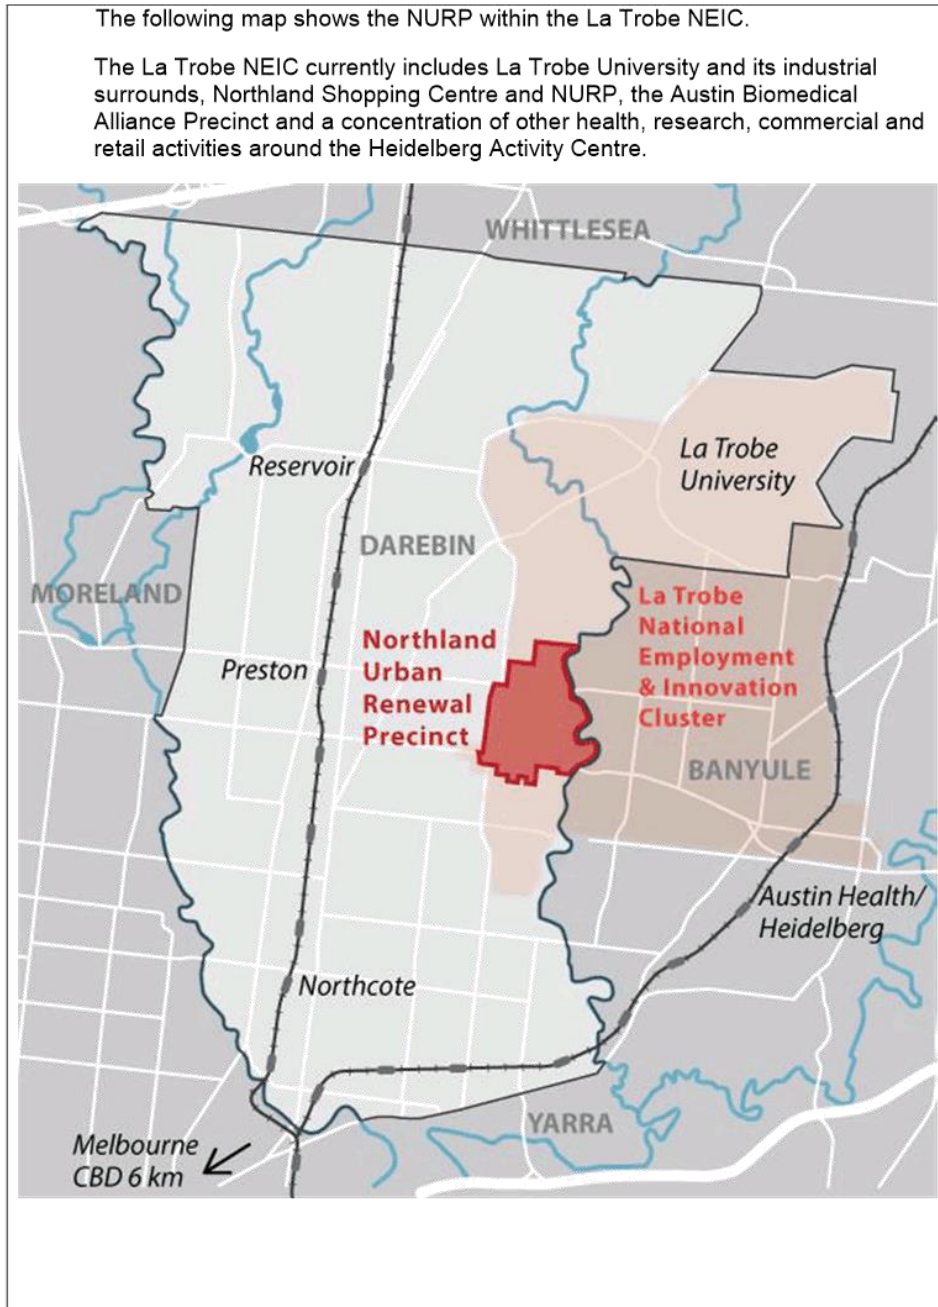 The following map shows the NURP within the La Trobe NEIC.
The La Trobe NEIC currently includes La Trobe University and its industrial
surrounds, Northland Shopping Centre and NURP, the Austin Biomedical
Alliance Precinct and a concentration of other health, research, commercial and
retail activities around the Heidelberg Activity Centre.
WHITTLESEA
La Trobe
University
Reservoir
DAREBIN
MORELAND
La Trobe
National
Employment
& Innovation
Cluster
Northland
Urban
Renewal
Precinct
Preston
BANYULE
Austin Health/
Heidelberg
Northcote
YARRA
Melbourne
CBD 6 km